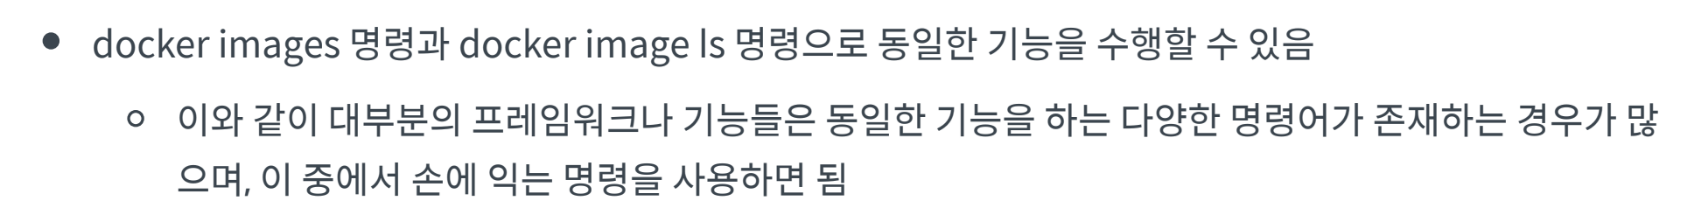 • docker images 명령과 docker image ls 명령으로 동일한 기능을 수행할 수 있음
○ 이와 같이 대부분의 프레임워크나 기능들은 동일한 기능을 하는 다양한 명령어가 존재하는 경우가 많
으며, 이 중에서 손에 익는 명령을 사용하면 됨